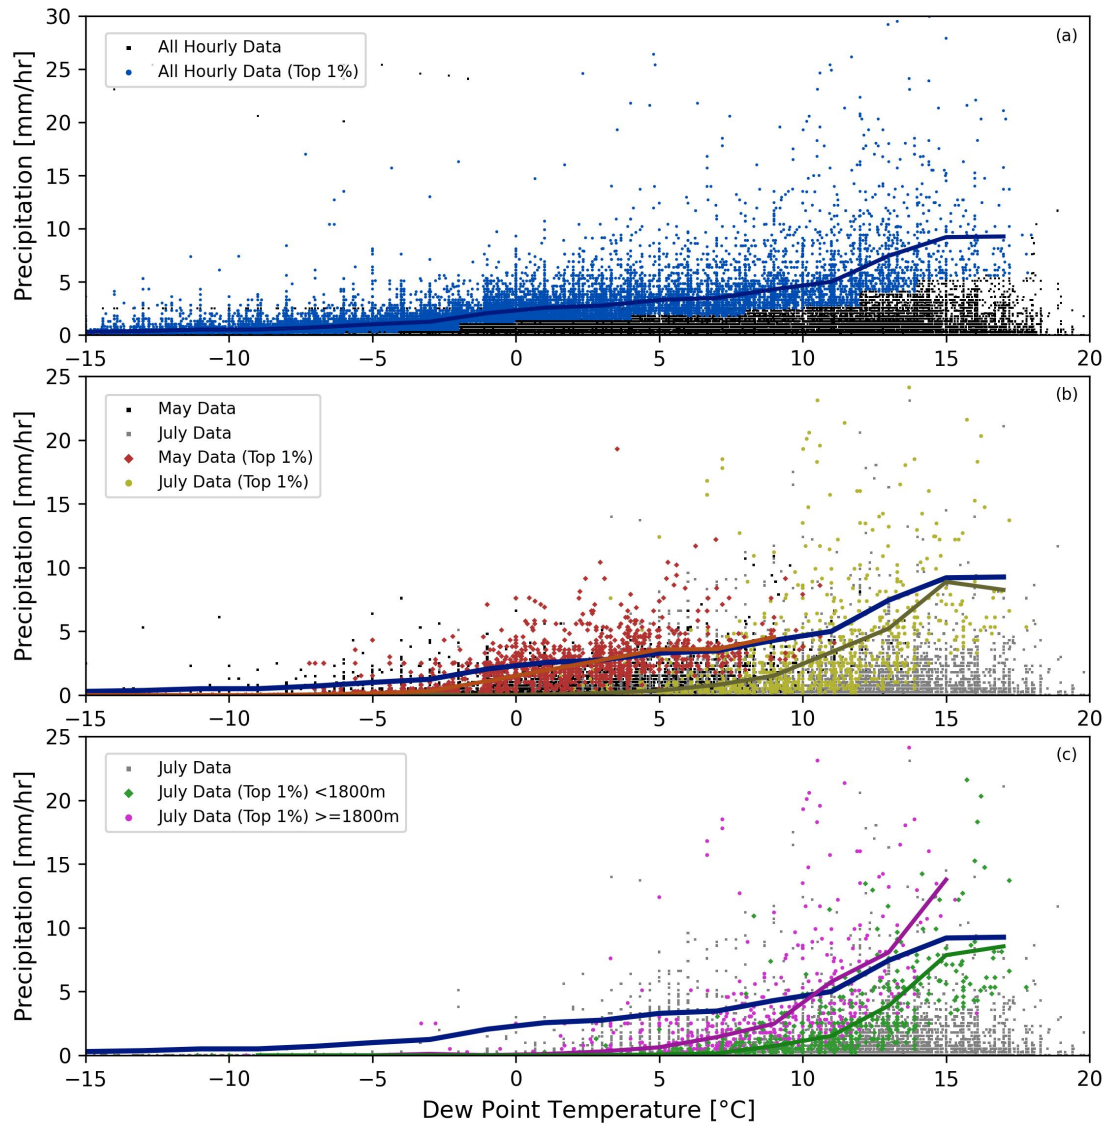 (a)
All Hourly Data
All Hourly Data (Top 1%)
Precipitation [mm/hr]
30
25
20
15
10
5
0
−15 −10 −5 0 5 10 15 20
(b)
May Data
July Data
May Data (Top 1%)
July Data (Top 1%)
Precipitation [mm/hr]
25
20
15
10
5
0
−15 −10 −5 0 5 10 15 20
(c)
July Data
July Data (Top 1%) <1800m
July Data (Top 1%) >=1800m
Precipitation [mm/hr]
25
20
15
10
5
0
−15 −10 −5 0 5 10 15 20
Dew Point Temperature [°C]